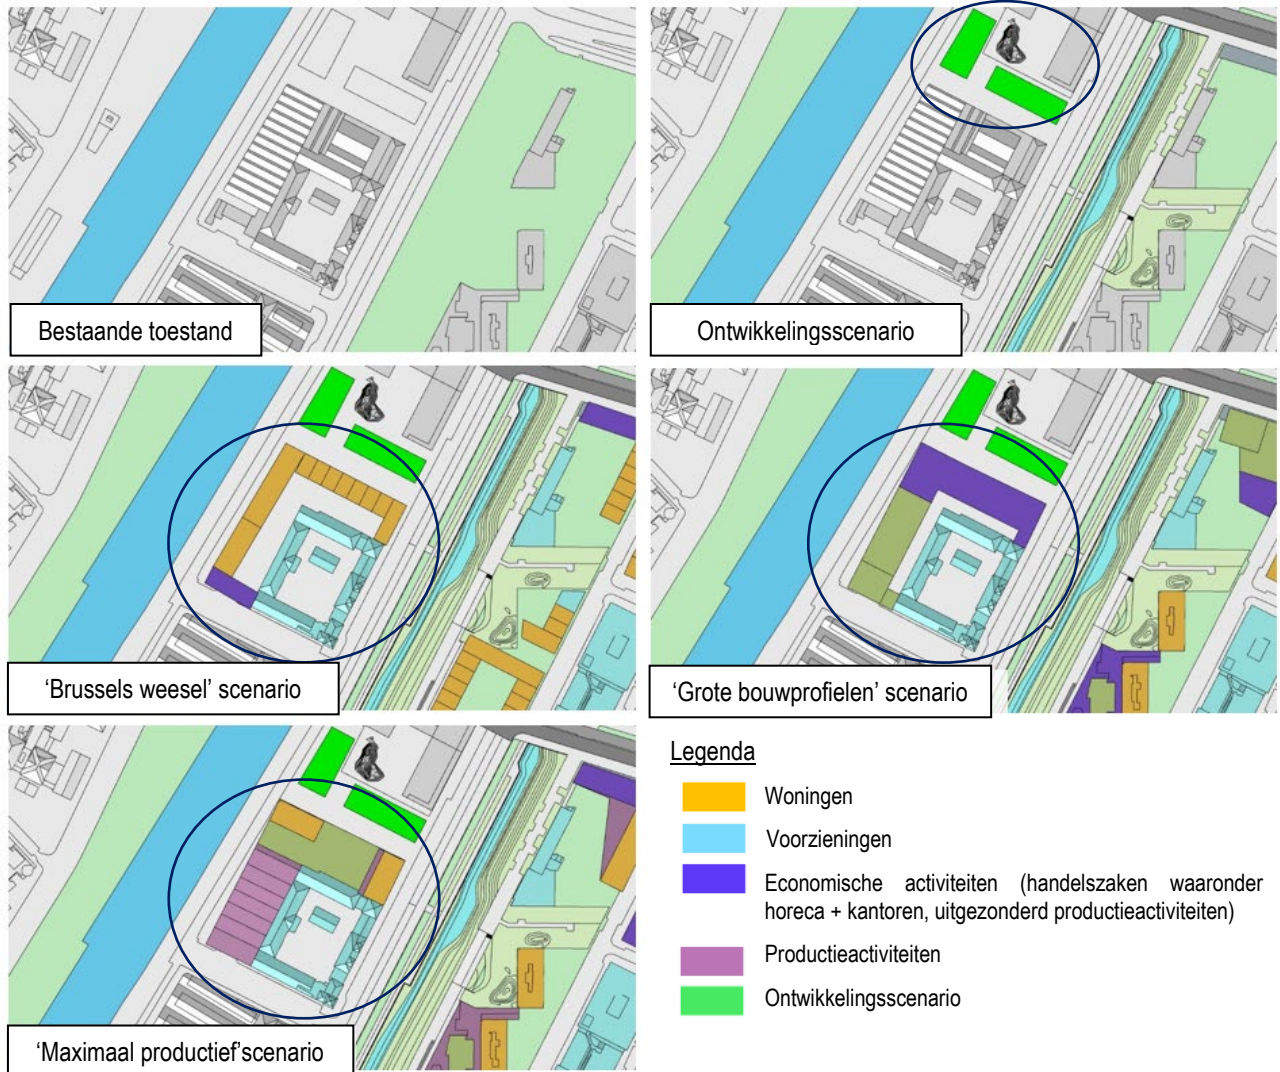 Bestaande toestand
Ontwikkelingsscenario
'Brussels weesel' scenario
'Grote bouwprofielen' scenario
'Maximaal productief'scenario
Legenda
Woningen
Voorzieningen
Economische activiteiten (handelszaken waaronder
horeca + kantoren, uitgezonderd productieactiviteiten)
Productieactiviteiten
Ontwikkelingsscenario